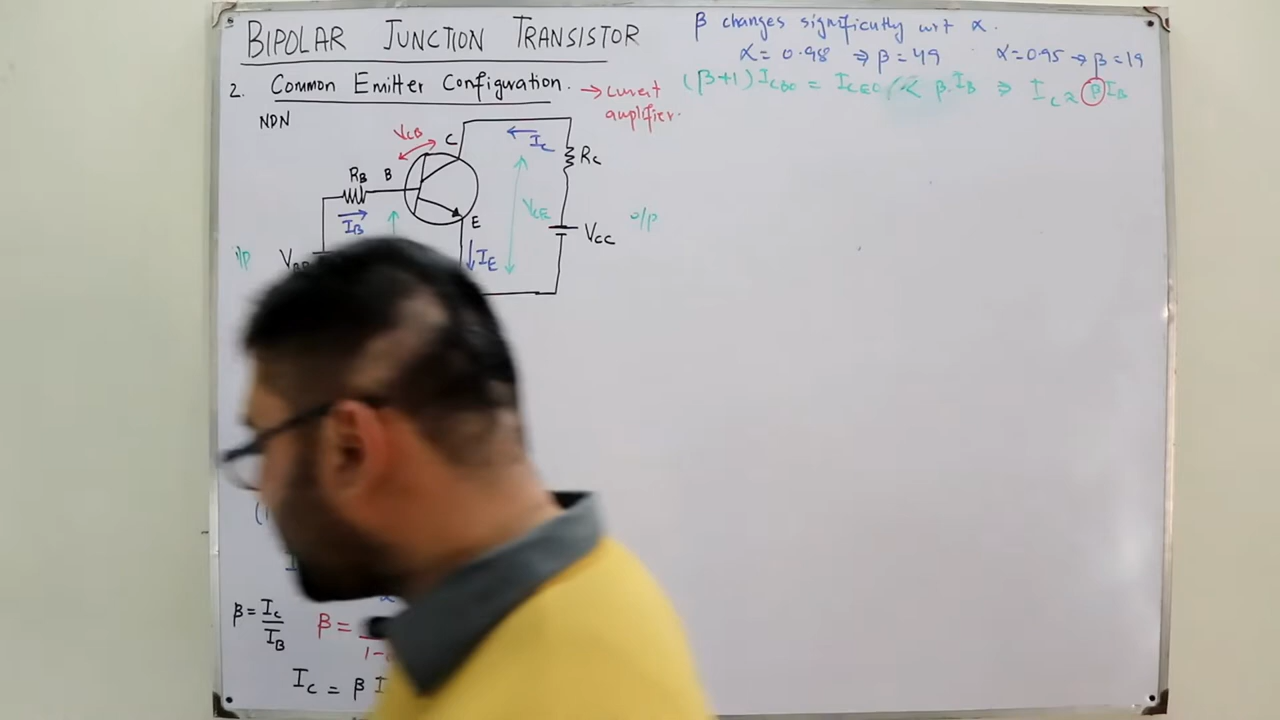 BIPOLAR JUNCTION TRANSISTOR
2. Common Emitter Configuration. → current
amplifier.
NPN
V_CB
C
I_C
R_C
R_B
B
I_B
E
V_CE
o/p
V_CC
i/p
I_E
β = I_C / I_B
β =
I_C = β I
β changes significantly wrt α.
α = 0.98 ⇒ β = 49 α = 0.95 → β = 19
(β+1) I_CBO = I_CEO << β.I_B ⇒ I_C ≈ β I_B